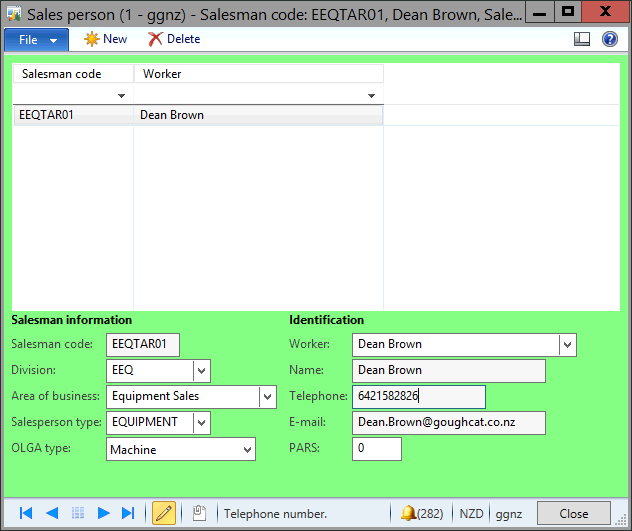 Sales person (1 - ggnz) - Salesman code: EEQTAR01, Dean Brown, Sale...
File New Delete
Salesman code Worker
EEQTAR01 Dean Brown
Salesman information Identification
Salesman code: EEQTAR01 Worker: Dean Brown
Division: EEQ Name: Dean Brown
Area of business: Equipment Sales Telephone: 6421582826
Salesperson type: EQUIPMENT E-mail: Dean.Brown@goughcat.co.nz
OLGA type: Machine PARS: 0
Telephone number. (282) NZD ggnz Close